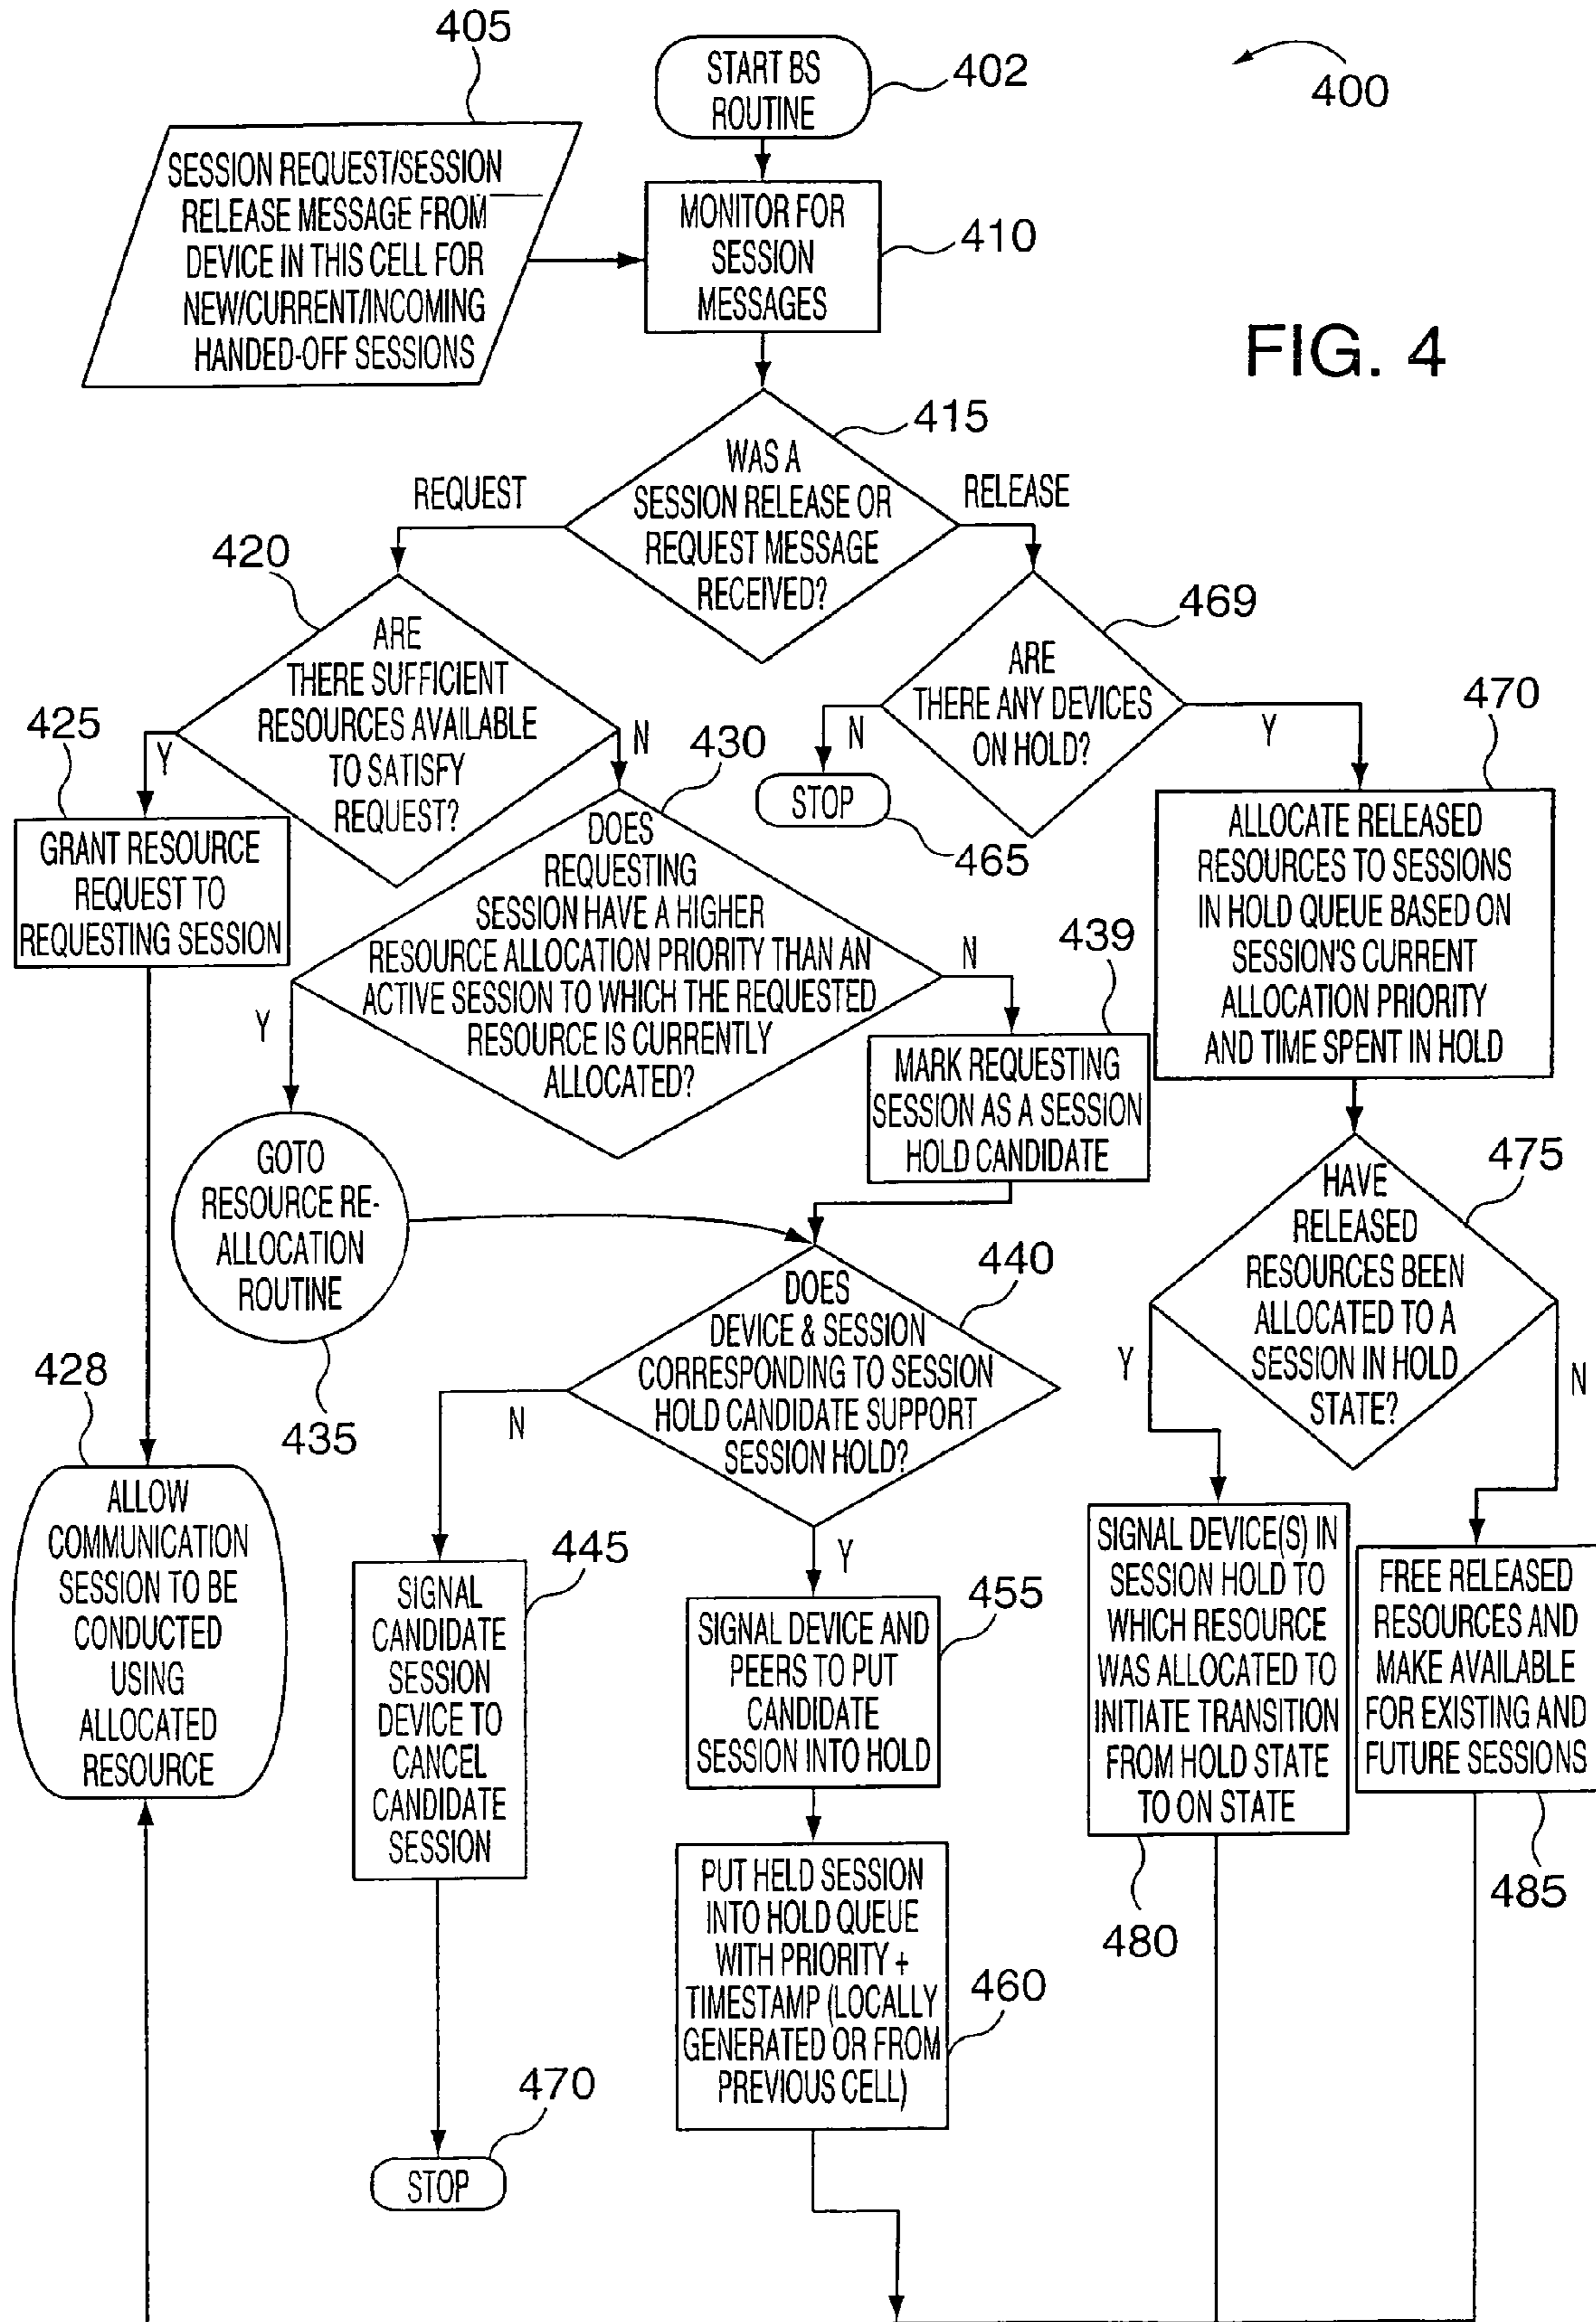 405
START BS
ROUTINE
402
400
SESSION REQUEST/SESSION
RELEASE MESSAGE FROM
DEVICE IN THIS CELL FOR
NEW/CURRENT/INCOMING
HANDED-OFF SESSIONS
MONITOR FOR
SESSION
MESSAGES
410
FIG. 4
415
WAS A
SESSION RELEASE OR
REQUEST MESSAGE
RECEIVED?
REQUEST
RELEASE
420
ARE
THERE SUFFICIENT
RESOURCES AVAILABLE
TO SATISFY
REQUEST?
469
ARE
THERE ANY DEVICES
ON HOLD?
425
Y
N
430
N
Y
470
STOP
465
GRANT RESOURCE
REQUEST TO
REQUESTING SESSION
DOES
REQUESTING
SESSION HAVE A HIGHER
RESOURCE ALLOCATION PRIORITY THAN AN
ACTIVE SESSION TO WHICH THE REQUESTED
RESOURCE IS CURRENTLY
ALLOCATED?
ALLOCATE RELEASED
RESOURCES TO SESSIONS
IN HOLD QUEUE BASED ON
SESSION'S CURRENT
ALLOCATION PRIORITY
AND TIME SPENT IN HOLD
Y
N
439
MARK REQUESTING
SESSION AS A SESSION
HOLD CANDIDATE
GOTO
RESOURCE RE-
ALLOCATION
ROUTINE
435
475
HAVE
RELEASED
RESOURCES BEEN
ALLOCATED TO A
SESSION IN HOLD
STATE?
440
DOES
DEVICE & SESSION
CORRESPONDING TO SESSION
HOLD CANDIDATE SUPPORT
SESSION HOLD?
Y
N
N
Y
428
ALLOW
COMMUNICATION
SESSION TO BE
CONDUCTED
USING
ALLOCATED
RESOURCE
445
SIGNAL
CANDIDATE
SESSION
DEVICE TO
CANCEL
CANDIDATE
SESSION
455
SIGNAL DEVICE AND
PEERS TO PUT
CANDIDATE
SESSION INTO HOLD
SIGNAL DEVICE(S) IN
SESSION HOLD TO
WHICH RESOURCE
WAS ALLOCATED TO
INITIATE TRANSITION
FROM HOLD STATE
TO ON STATE
480
FREE RELEASED
RESOURCES AND
MAKE AVAILABLE
FOR EXISTING AND
FUTURE SESSIONS
485
PUT HELD SESSION
INTO HOLD QUEUE
WITH PRIORITY +
TIMESTAMP (LOCALLY
GENERATED OR FROM
PREVIOUS CELL)
460
470
STOP